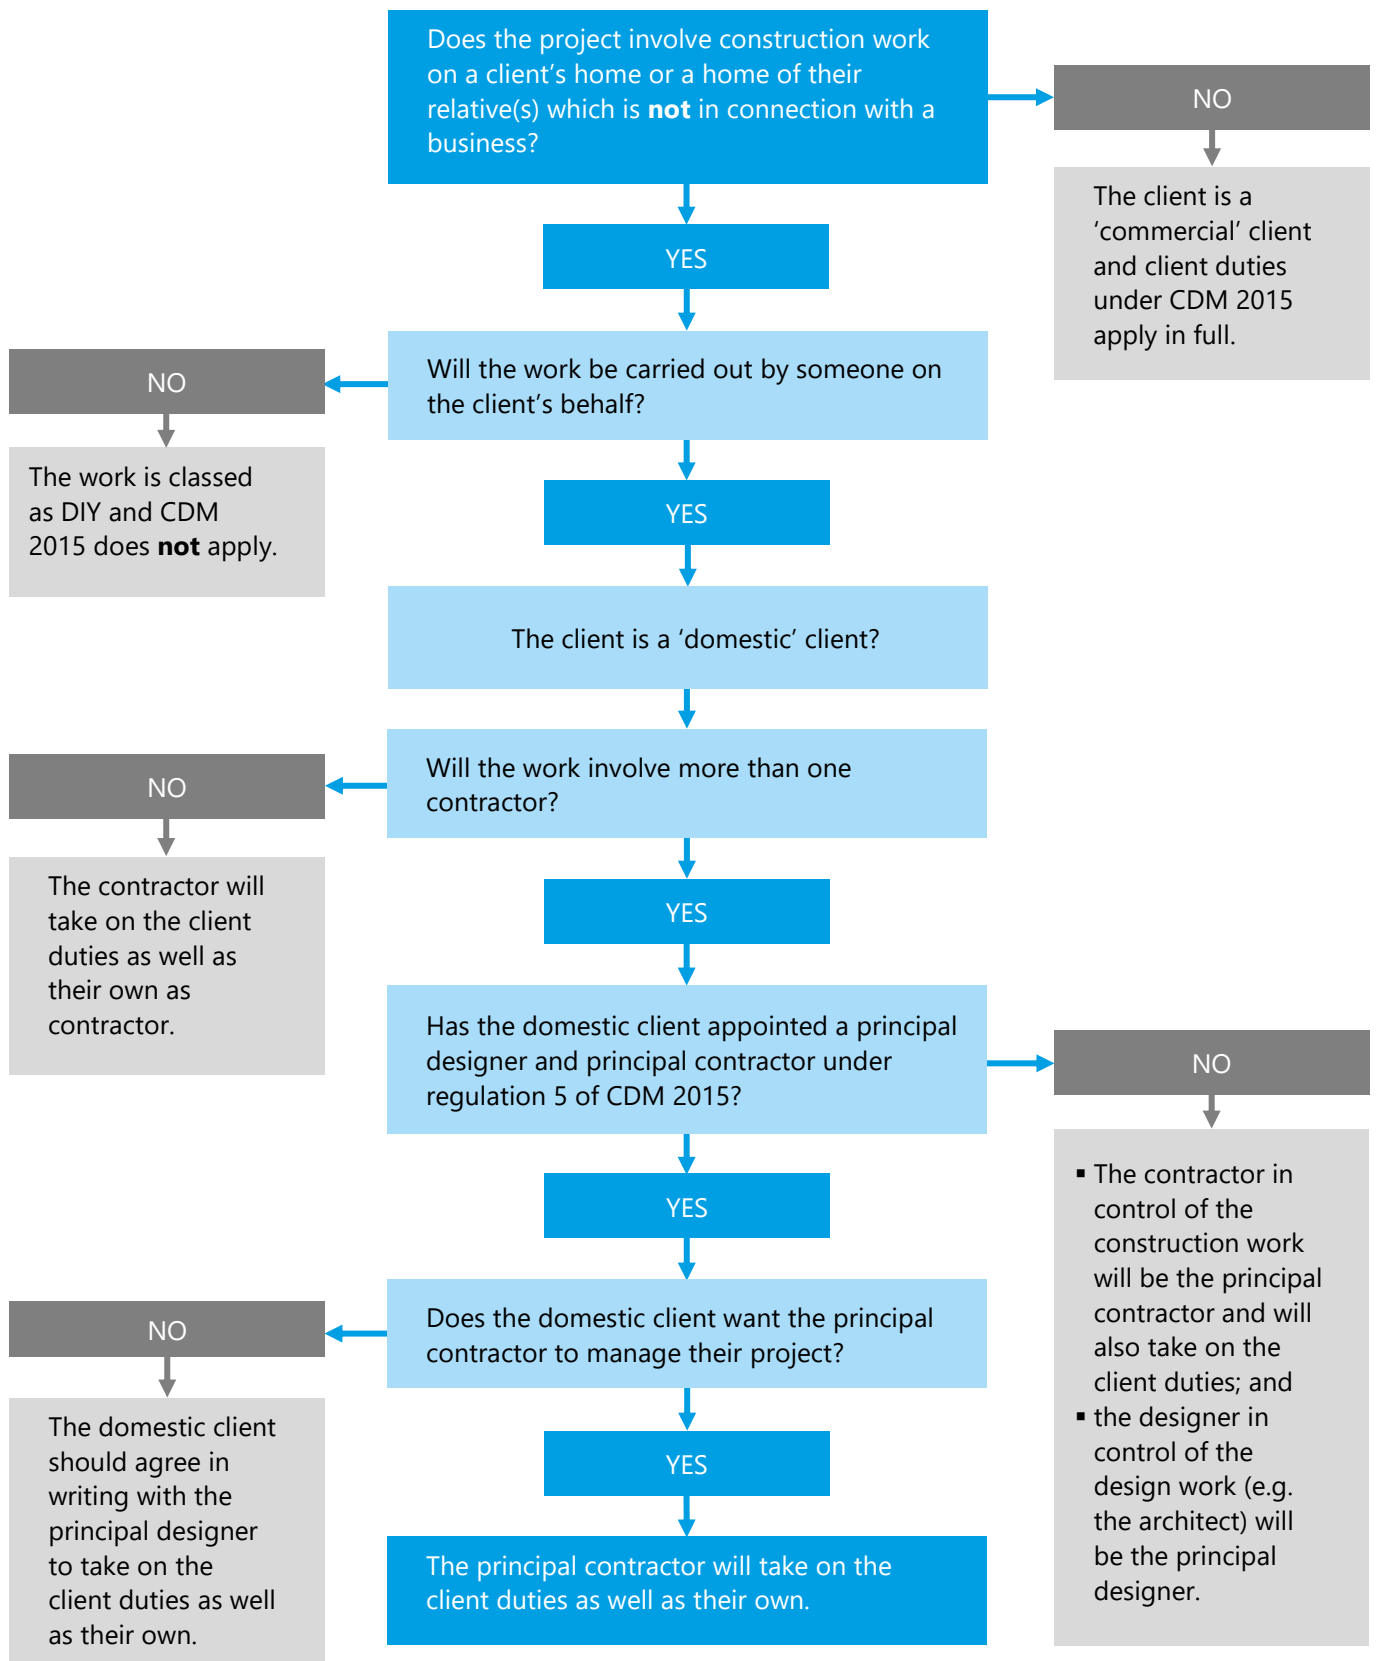 Does the project involve construction work
on a client’s home or a home of their
relative(s) which is not in connection with a
business?
NO
The client is a
‘commercial’ client
and client duties
under CDM 2015
apply in full.
YES
Will the work be carried out by someone on
the client’s behalf?
NO
The work is classed
as DIY and CDM
2015 does not apply.
YES
The client is a ‘domestic’ client?
Will the work involve more than one
contractor?
NO
The contractor will
take on the client
duties as well as
their own as
contractor.
YES
Has the domestic client appointed a principal
designer and principal contractor under
regulation 5 of CDM 2015?
NO
▪ The contractor in
control of the
construction work
will be the principal
contractor and will
also take on the
client duties; and
▪ the designer in
control of the
design work (e.g.
the architect) will
be the principal
designer.
YES
Does the domestic client want the principal
contractor to manage their project?
NO
The domestic client
should agree in
writing with the
principal designer
to take on the
client duties as well
as their own.
YES
The principal contractor will take on the
client duties as well as their own.